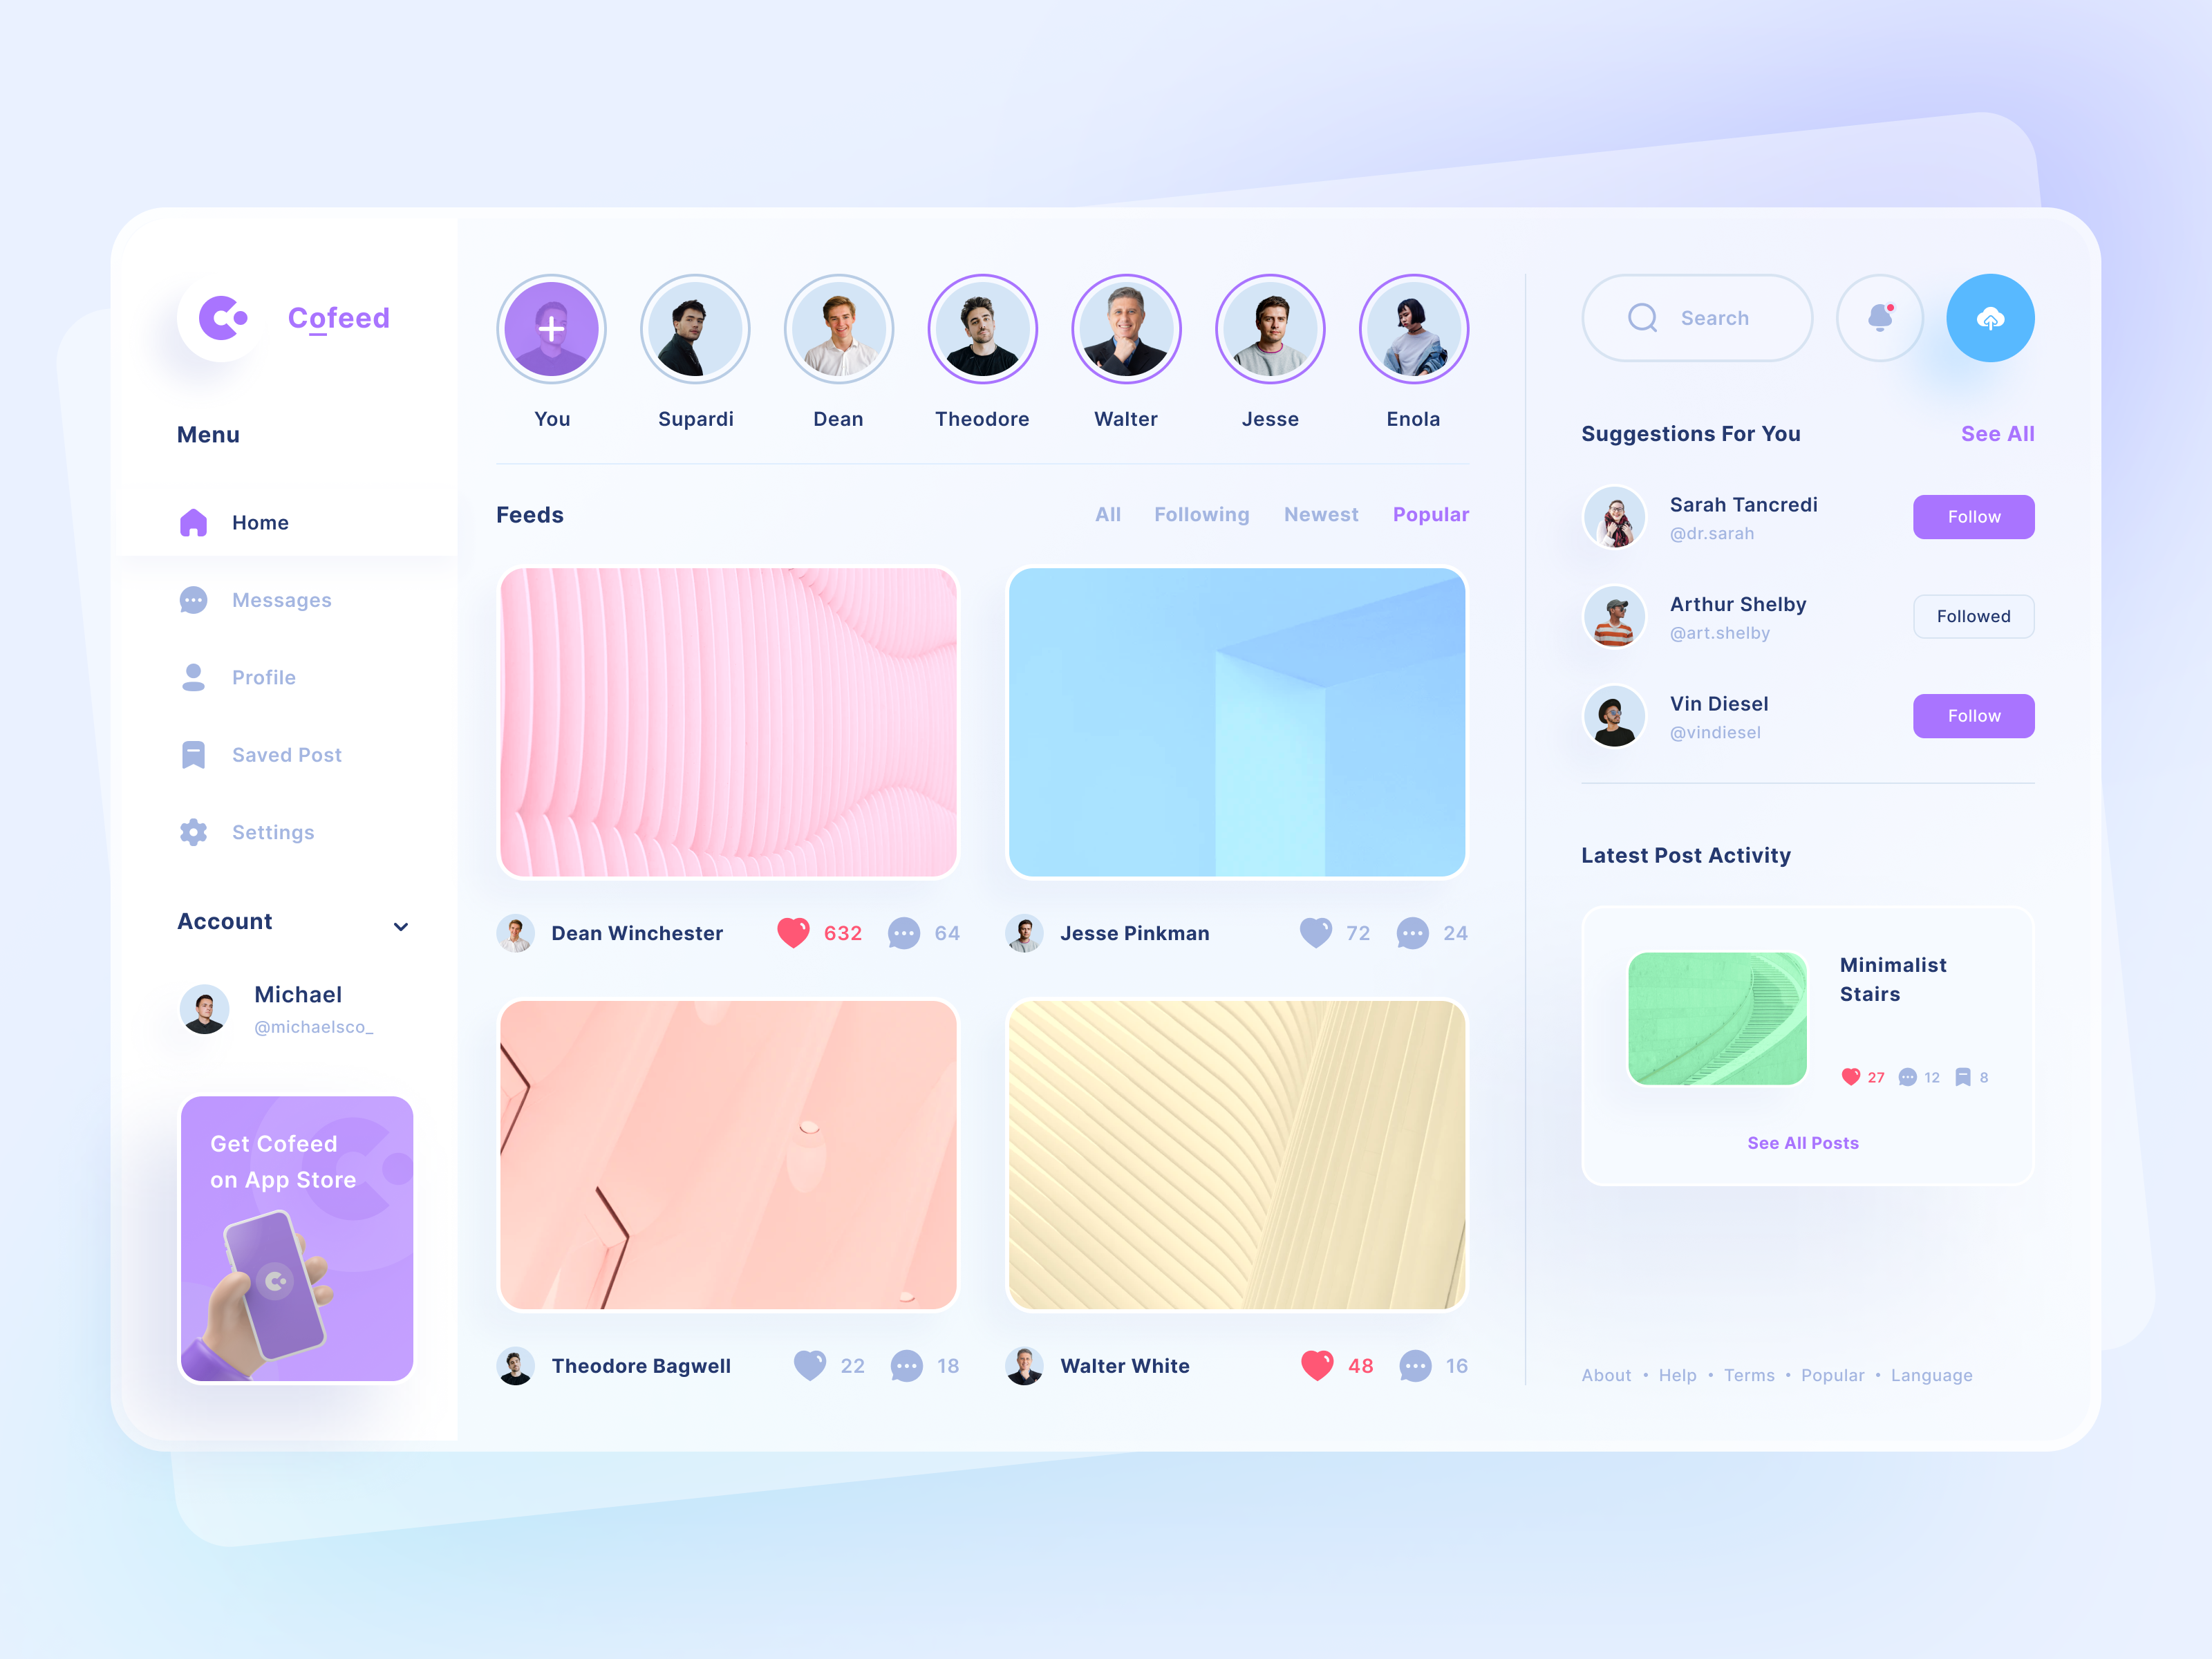 Cofeed
Menu
Home
Messages
Profile
Saved Post
Settings
Account
Michael
@michaelsco_
Get Cofeed
on App Store
You
Supardi
Dean
Theodore
Walter
Jesse
Enola
Feeds
All
Following
Newest
Popular
Dean Winchester
632
64
Jesse Pinkman
72
24
Theodore Bagwell
22
18
Walter White
48
16
Search
Suggestions For You
See All
Sarah Tancredi
@dr.sarah
Follow
Arthur Shelby
@art.shelby
Followed
Vin Diesel
@vindiesel
Follow
Latest Post Activity
Minimalist
Stairs
27
12
8
See All Posts
About • Help • Terms • Popular • Language